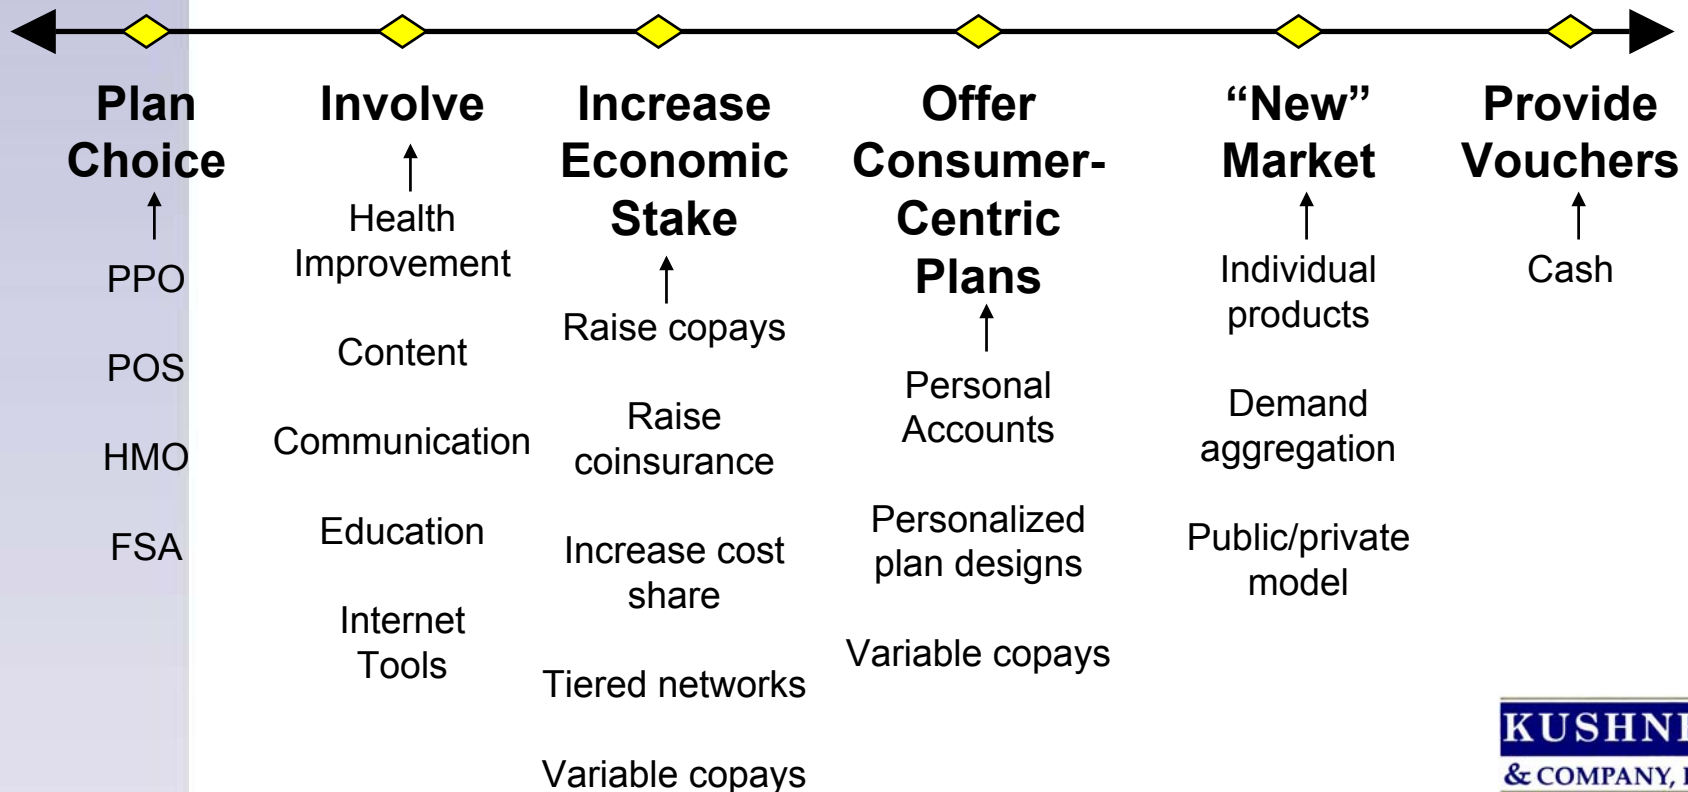 Plan
Choice
PPO
POS
HMO
FSA
Involve
Health
Improvement
Content
Communication
Education
Internet
Tools
Increase
Economic
Stake
Raise copays
Raise
coinsurance
Increase cost
share
Tiered networks
Variable copays
Offer
Consumer-
Centric
Plans
Personal
Accounts
Personalized
plan designs
Variable copays
“New”
Market
Individual
products
Demand
aggregation
Public/private
model
Provide
Vouchers
Cash
& COMPANY,